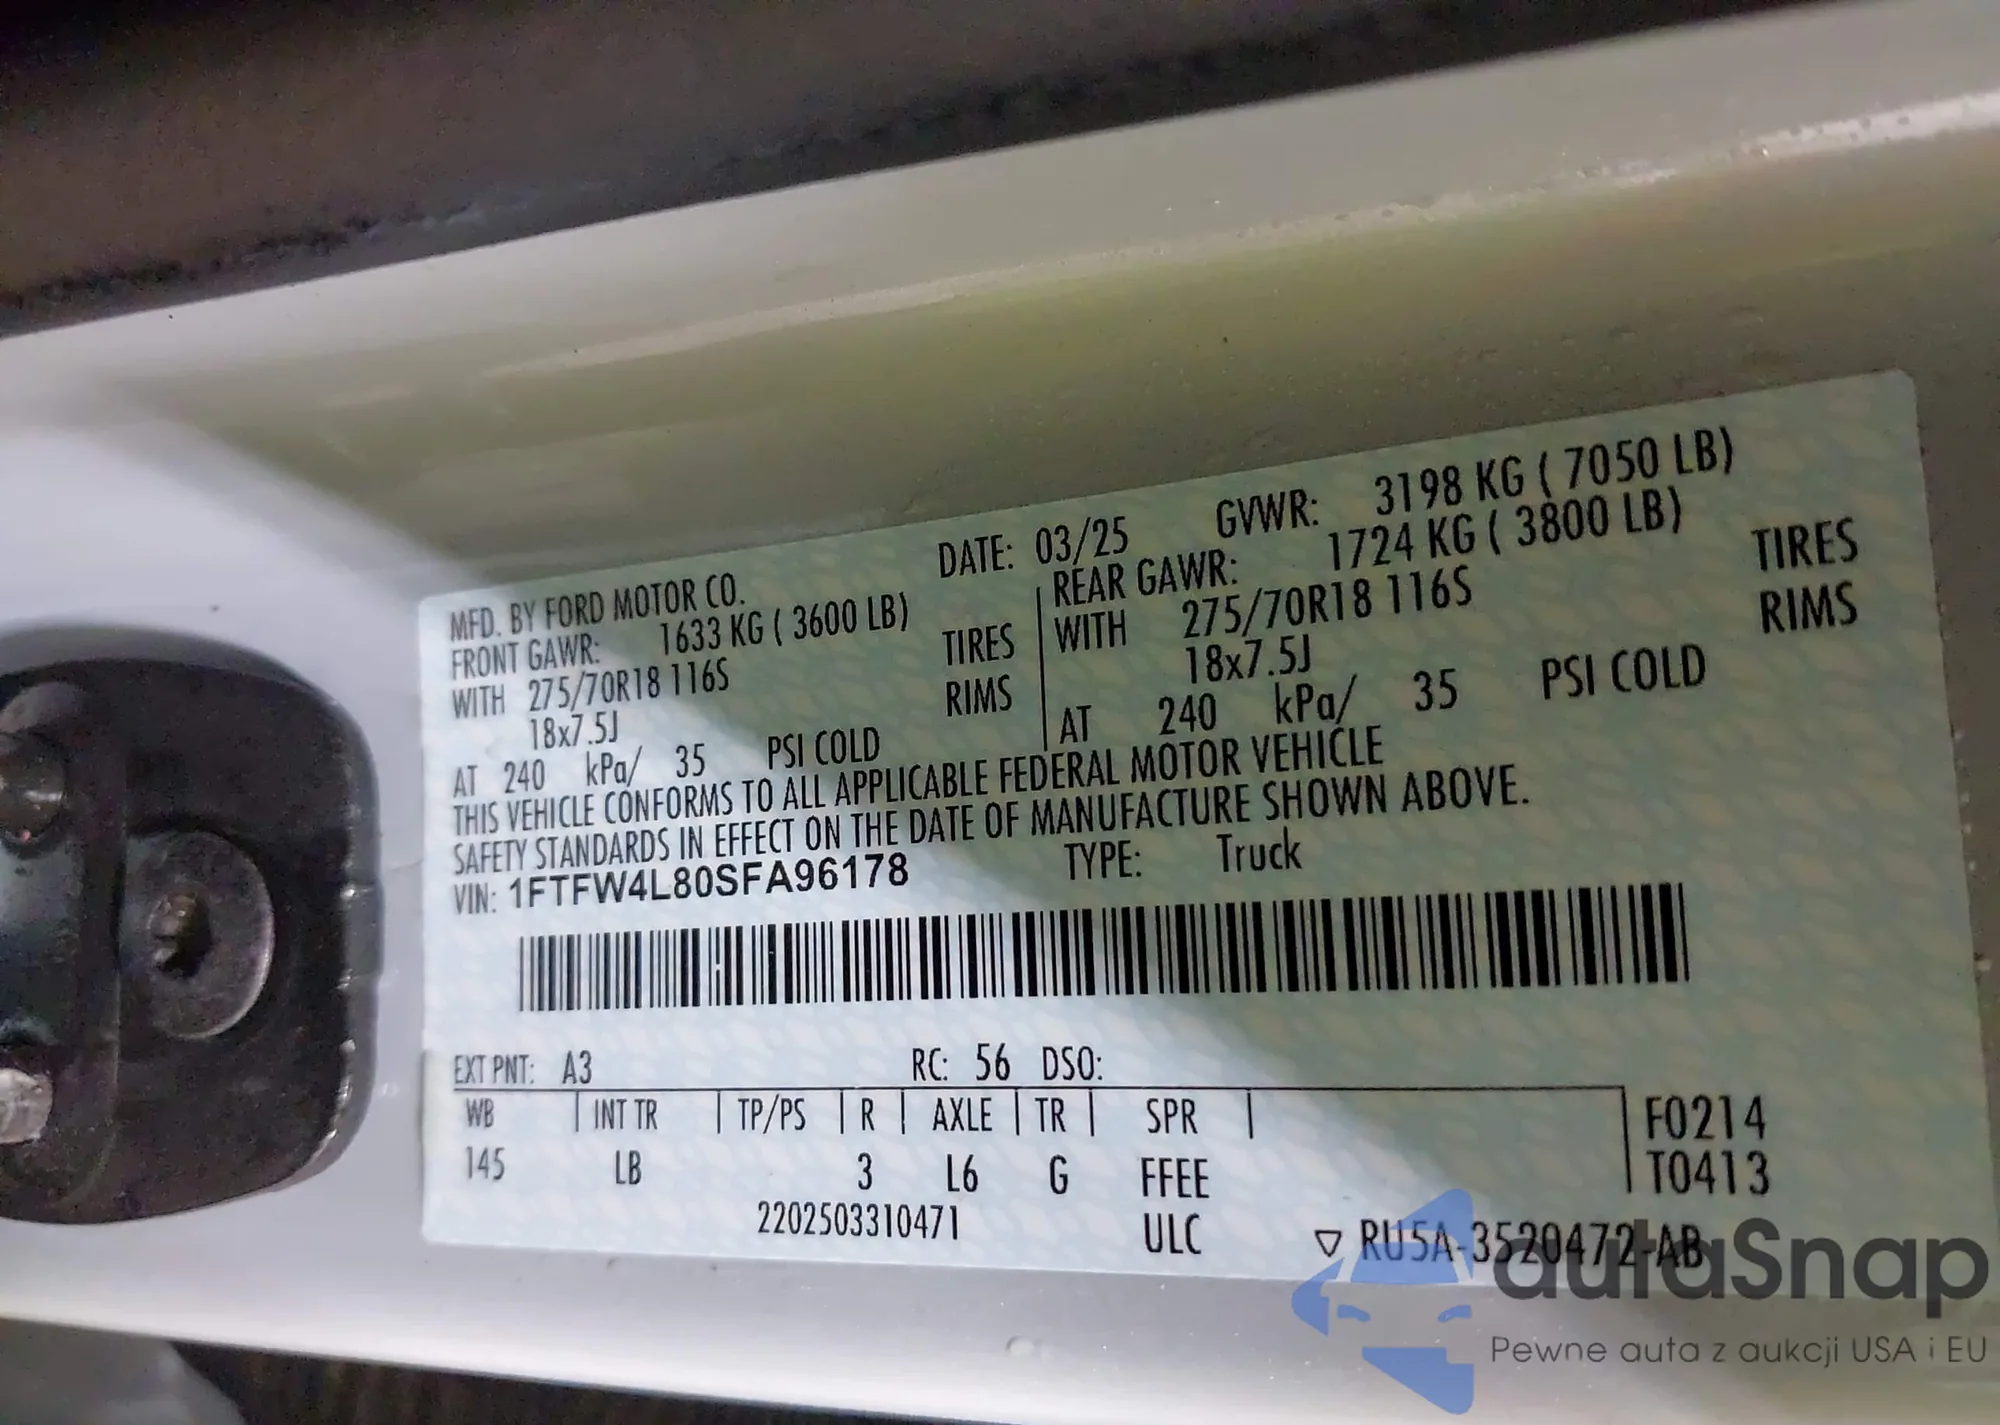 MFD. BY FORD MOTOR CO. DATE: 03/25 GVWR: 3198 KG ( 7050 LB)
FRONT GAWR: 1633 KG ( 3600 LB) REAR GAWR: 1724 KG ( 3800 LB)
WITH 275/70R18 116S TIRES WITH 275/70R18 116S TIRES
18x7.5J RIMS 18x7.5J RIMS
AT 240 kPa/ 35 PSI COLD AT 240 kPa/ 35 PSI COLD
THIS VEHICLE CONFORMS TO ALL APPLICABLE FEDERAL MOTOR VEHICLE
SAFETY STANDARDS IN EFFECT ON THE DATE OF MANUFACTURE SHOWN ABOVE.
VIN: 1FTFW4L80SFA96178 TYPE: Truck
EXT PNT: A3 RC: 56 DSO:
WB | INT TR | TP/PS | R | AXLE | TR | SPR | F0214
145 LB 3 L6 G FFEE T0413
2202503310471 ULC ▽ RU5A-3520472-AB
autaSnap
Pewne auta z aukcji USA i EU